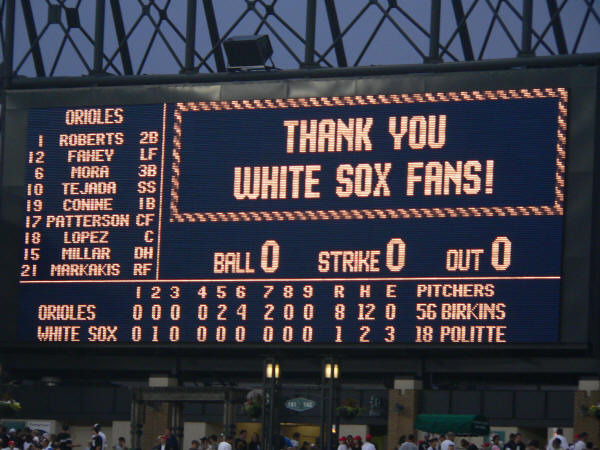 ORIOLES
1 ROBERTS 2B
12 FAHEY LF
6 MORA 3B
10 TEJADA SS
19 CONINE 1B
17 PATTERSON CF
18 LOPEZ C
15 MILLAR DH
21 MARKAKIS RF
THANK YOU
WHITE SOX FANS!
BALL 0 STRIKE 0 OUT 0
1 2 3 4 5 6 7 8 9 R H E PITCHERS
ORIOLES 0 0 0 0 2 4 2 0 0 8 12 0 56 BIRKINS
WHITE SOX 0 1 0 0 0 0 0 0 0 1 2 3 18 POLITTE